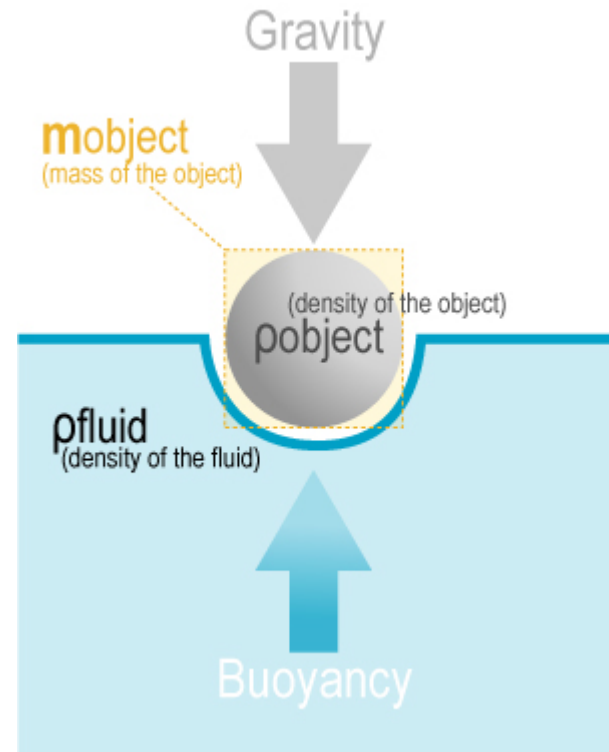 Gravity
mobject
(mass of the object)
(density of the object)
ρobject
ρfluid
(density of the fluid)
Buoyancy